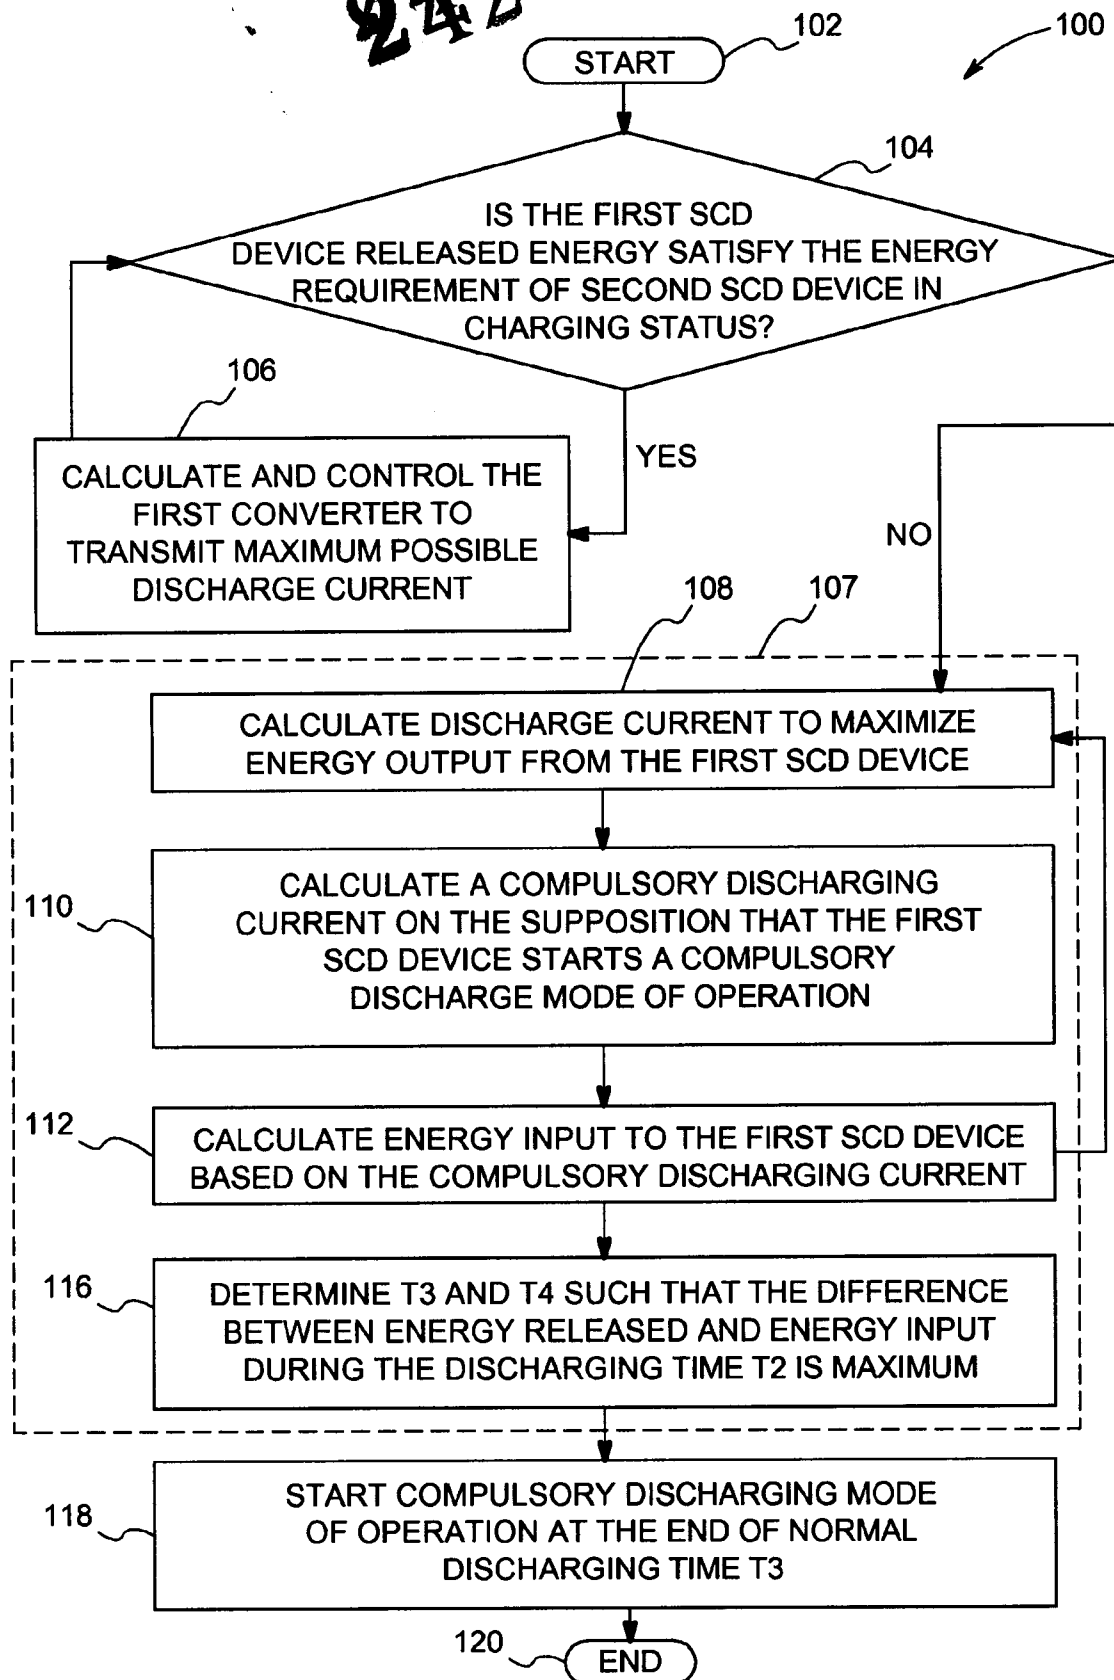 242
102
100
START
104
IS THE FIRST SCD
DEVICE RELEASED ENERGY SATISFY THE ENERGY
REQUIREMENT OF SECOND SCD DEVICE IN
CHARGING STATUS?
106
YES
CALCULATE AND CONTROL THE
FIRST CONVERTER TO
TRANSMIT MAXIMUM POSSIBLE
DISCHARGE CURRENT
NO
108
107
CALCULATE DISCHARGE CURRENT TO MAXIMIZE
ENERGY OUTPUT FROM THE FIRST SCD DEVICE
110
CALCULATE A COMPULSORY DISCHARGING
CURRENT ON THE SUPPOSITION THAT THE FIRST
SCD DEVICE STARTS A COMPULSORY
DISCHARGE MODE OF OPERATION
112
CALCULATE ENERGY INPUT TO THE FIRST SCD DEVICE
BASED ON THE COMPULSORY DISCHARGING CURRENT
116
DETERMINE T3 AND T4 SUCH THAT THE DIFFERENCE
BETWEEN ENERGY RELEASED AND ENERGY INPUT
DURING THE DISCHARGING TIME T2 IS MAXIMUM
118
START COMPULSORY DISCHARGING MODE
OF OPERATION AT THE END OF NORMAL
DISCHARGING TIME T3
120
END